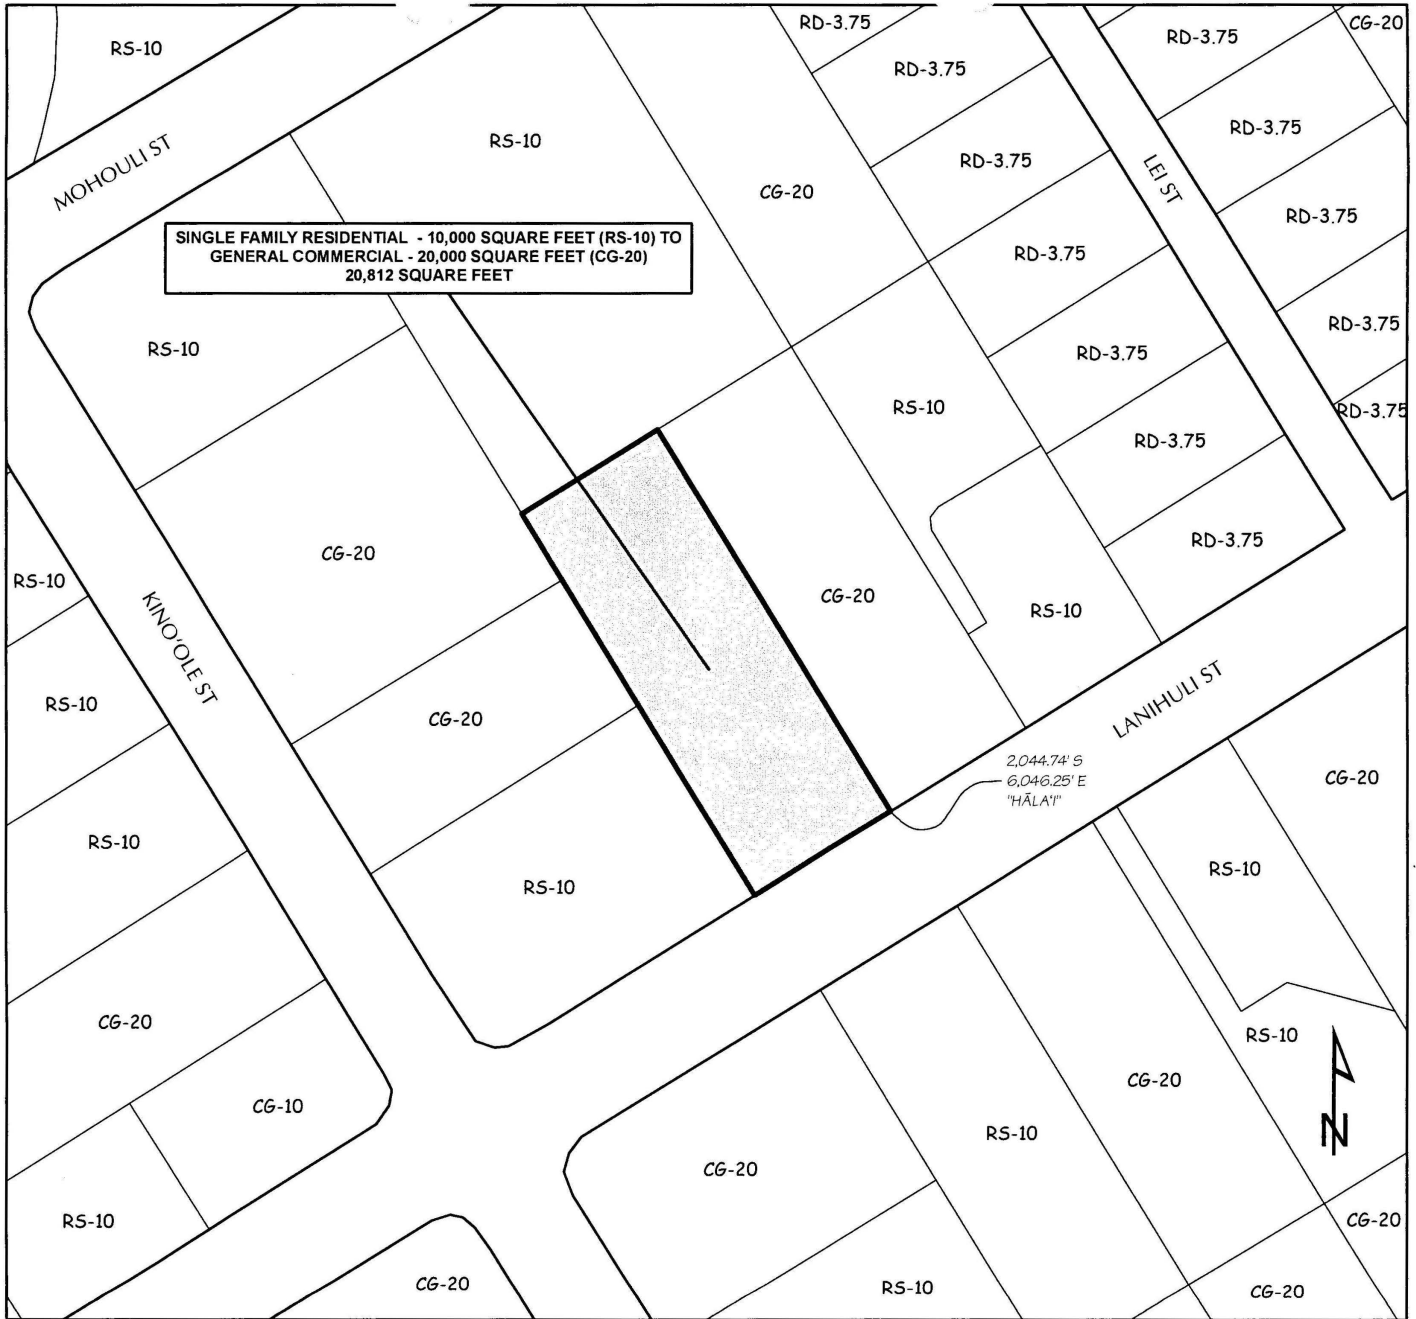 RD-3.75
CG-20
RS-10
RD-3.75
RD-3.75
RD-3.75
RS-10
RD-3.75
MOHOULI ST
RD-3.75
LEI ST
CG-20
RD-3.75
SINGLE FAMILY RESIDENTIAL - 10,000 SQUARE FEET (RS-10) TO
GENERAL COMMERCIAL - 20,000 SQUARE FEET (CG-20)
20,812 SQUARE FEET
RD-3.75
RS-10
RD-3.75
RD-3.75
RS-10
RD-3.75
RD-3.75
CG-20
RD-3.75
RS-10
CG-20
RS-10
KINO'OLE ST
RS-10
CG-20
LANIHULI ST
2,044.74' S
6,046.25' E
"HĀLA'I"
CG-20
RS-10
RS-10
RS-10
CG-20
RS-10
CG-10
CG-20
RS-10
CG-20
RS-10
N
CG-20
CG-20
RS-10
CG-20